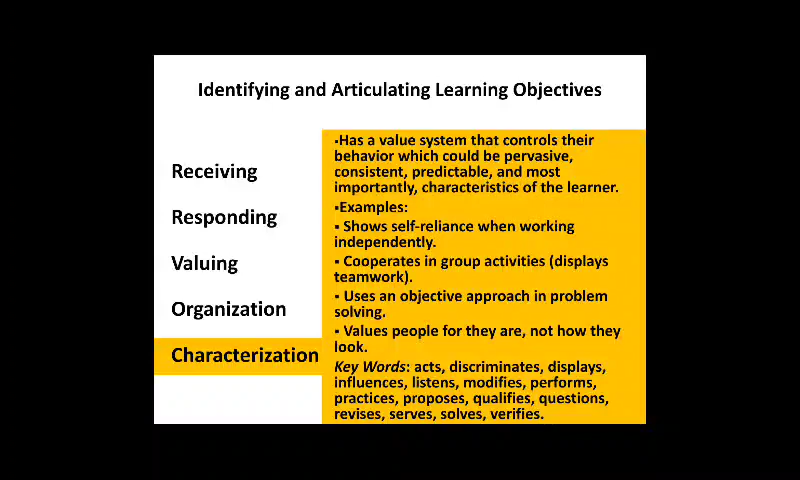 Identifying and Articulating Learning Objectives
Receiving
Responding
Valuing
Organization
Characterization
▪Has a value system that controls their
behavior which could be pervasive,
consistent, predictable, and most
importantly, characteristics of the learner.
▪Examples:
▪ Shows self-reliance when working
independently.
▪ Cooperates in group activities (displays
teamwork).
▪ Uses an objective approach in problem
solving.
▪ Values people for they are, not how they
look.
Key Words: acts, discriminates, displays,
influences, listens, modifies, performs,
practices, proposes, qualifies, questions,
revises, serves, solves, verifies.